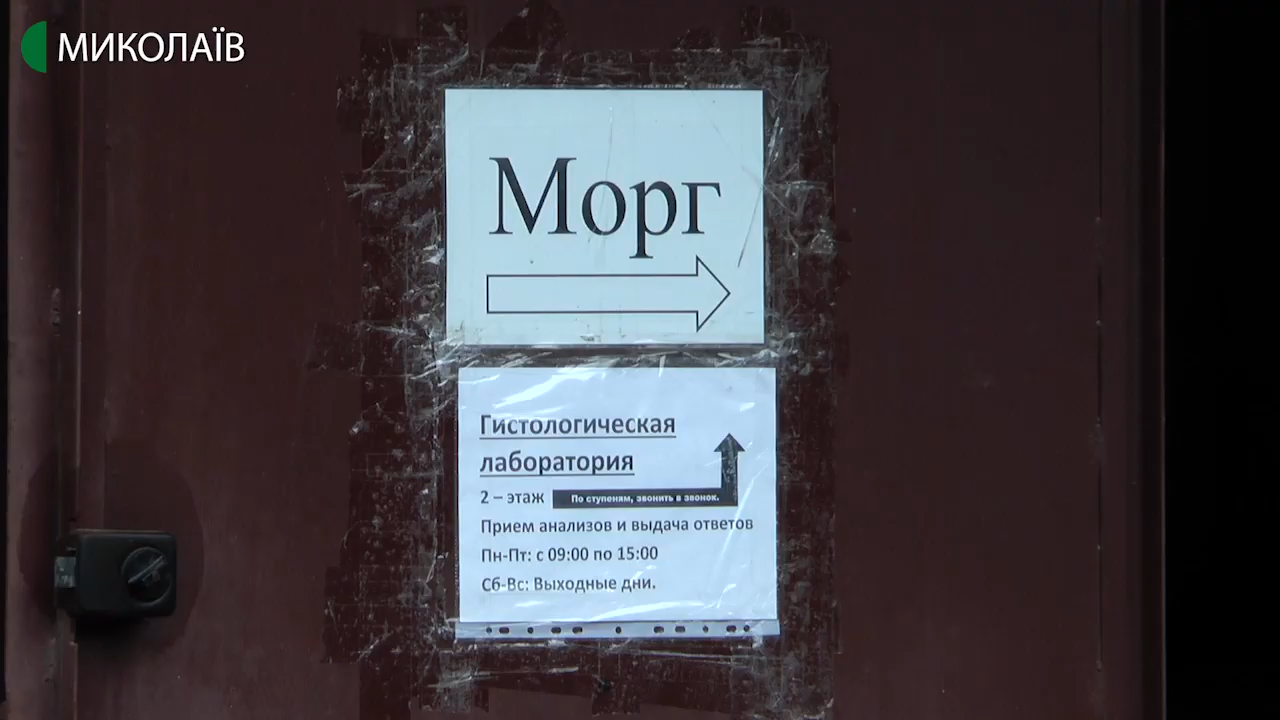 МИКОЛАЇВ
Морг
Гистологическая
лаборатория
2 – этаж По ступеням, звонить в звонок.
Прием анализов и выдача ответов
Пн-Пт: с 09:00 по 15:00
Сб-Вс: Выходные дни.